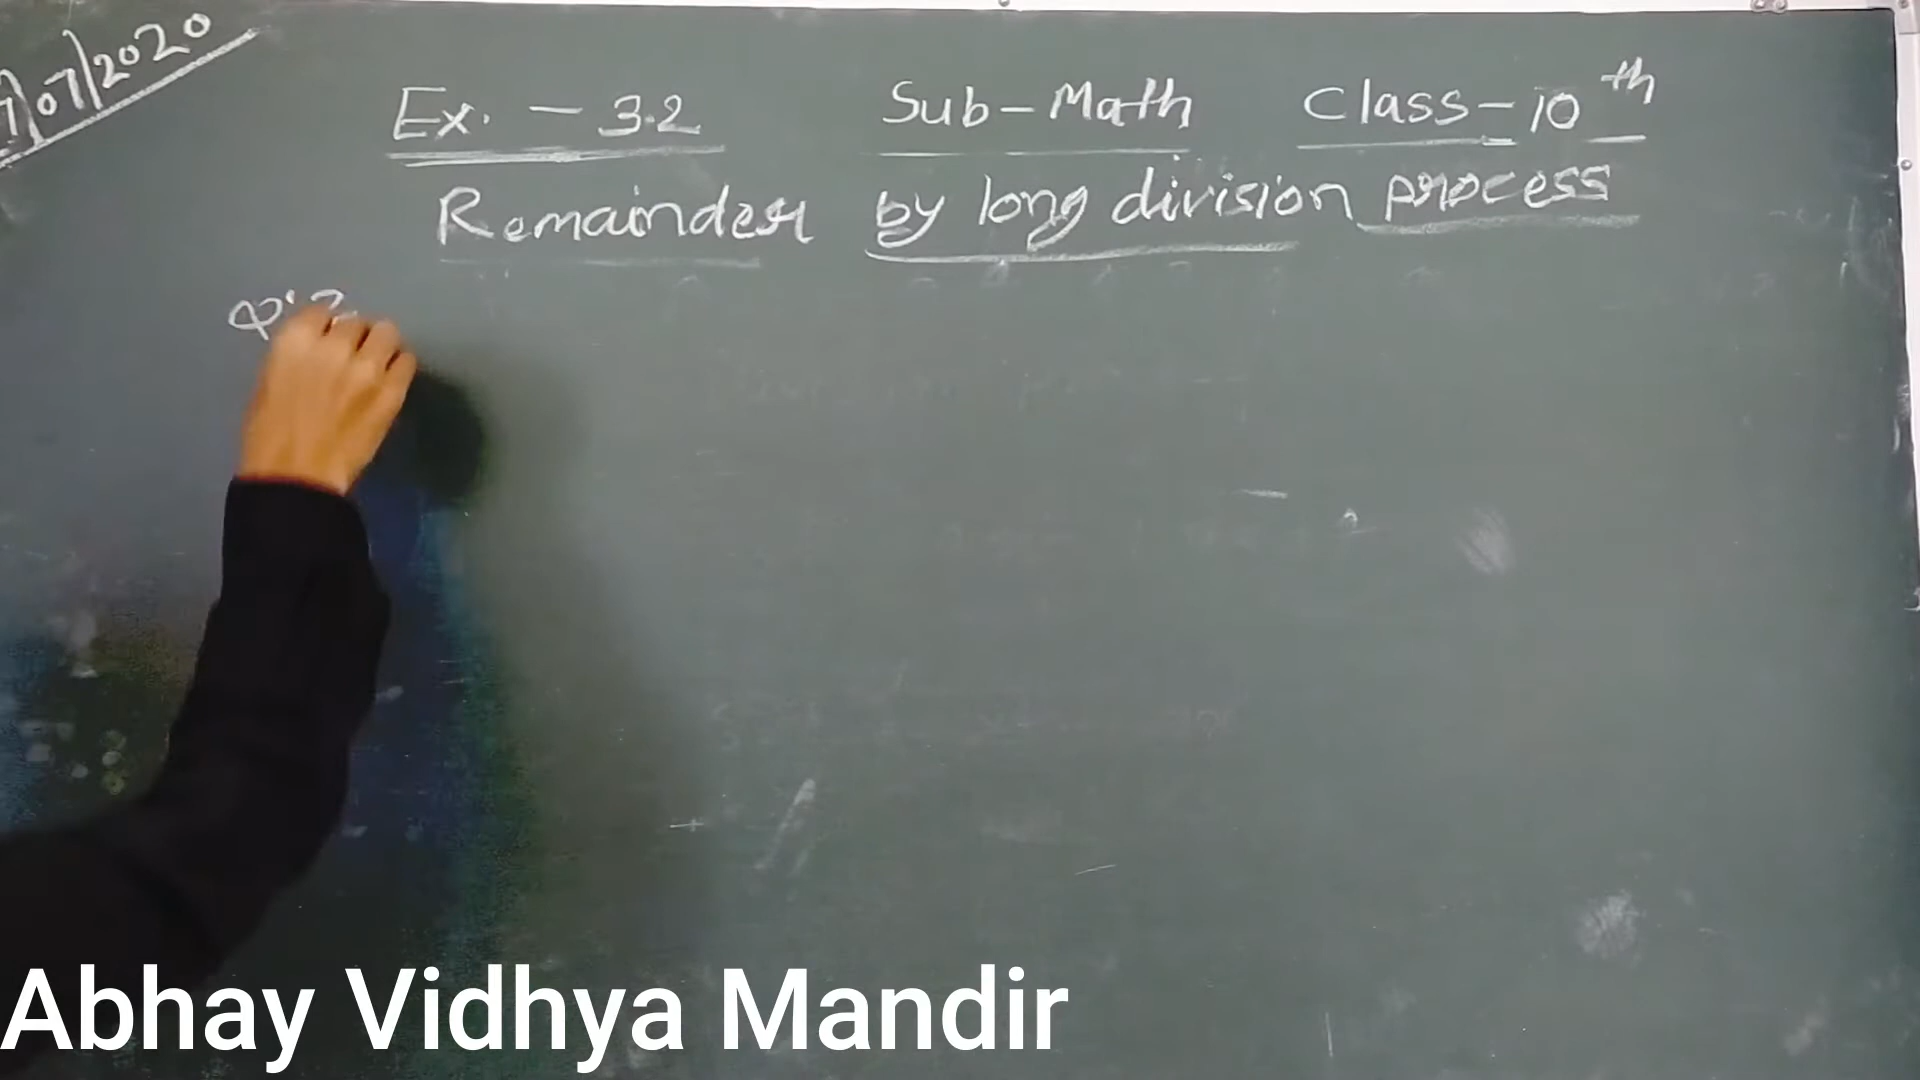 07/2020
Ex. - 3.2 Sub-Math Class-10th
Remainder by long division process
Abhay Vidhya Mandir